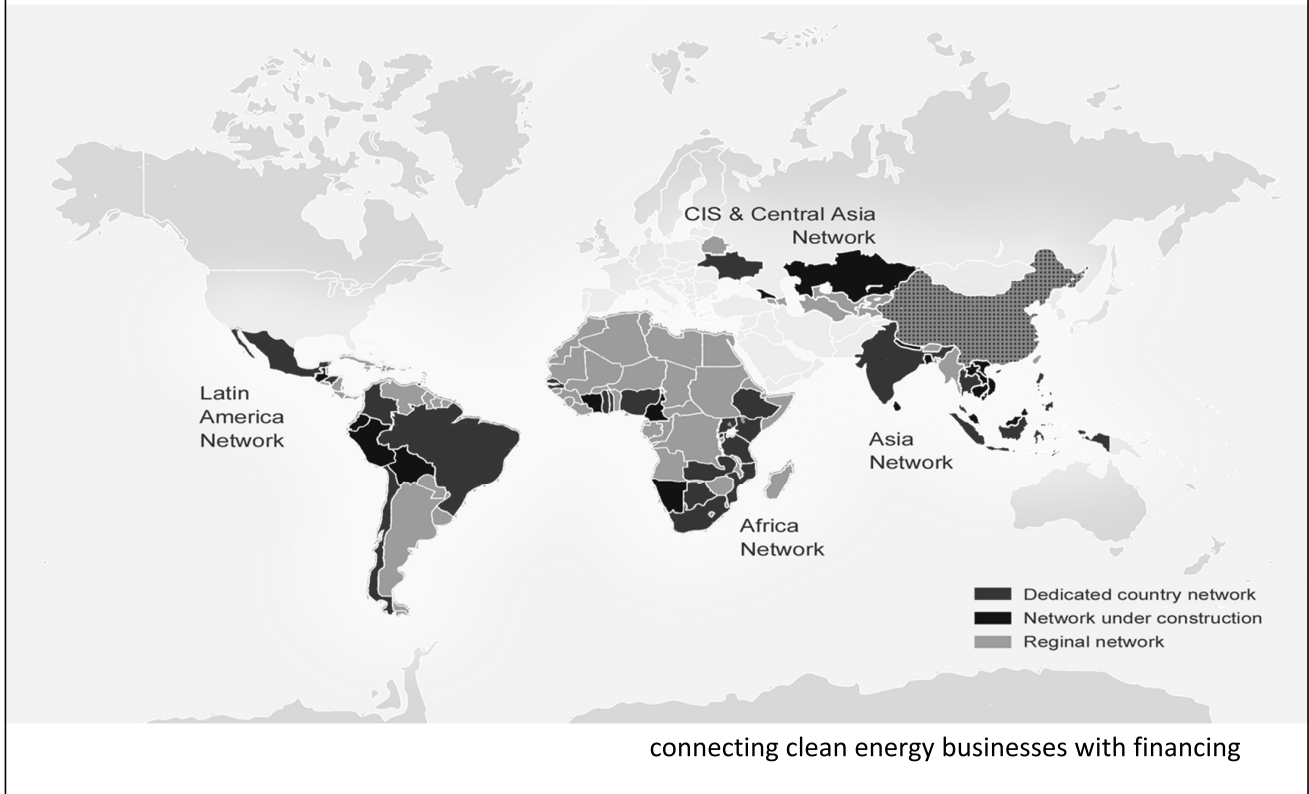 CIS & Central Asia
Network
Latin
America
Network
Asia
Network
Africa
Network
Dedicated country network
Network under construction
Reginal network
connecting clean energy businesses with financing